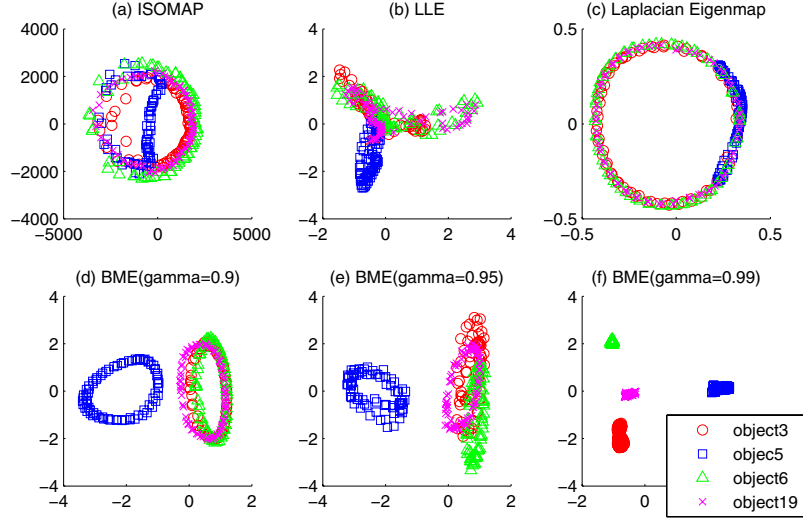 (a) ISOMAP
4000
2000
0
−2000
−4000
−5000 0 5000
(b) LLE
4
2
0
−2
−4
−2 0 2 4
(c) Laplacian Eigenmap
0.5
0
−0.5
−0.5 0 0.5
(d) BME(gamma=0.9)
4
2
0
−2
−4
−4 −2 0 2
(e) BME(gamma=0.95)
4
2
0
−2
−4
−4 −2 0 2
(f) BME(gamma=0.99)
4
2
0
−2
−4
0
object3
objec5
object6
object19